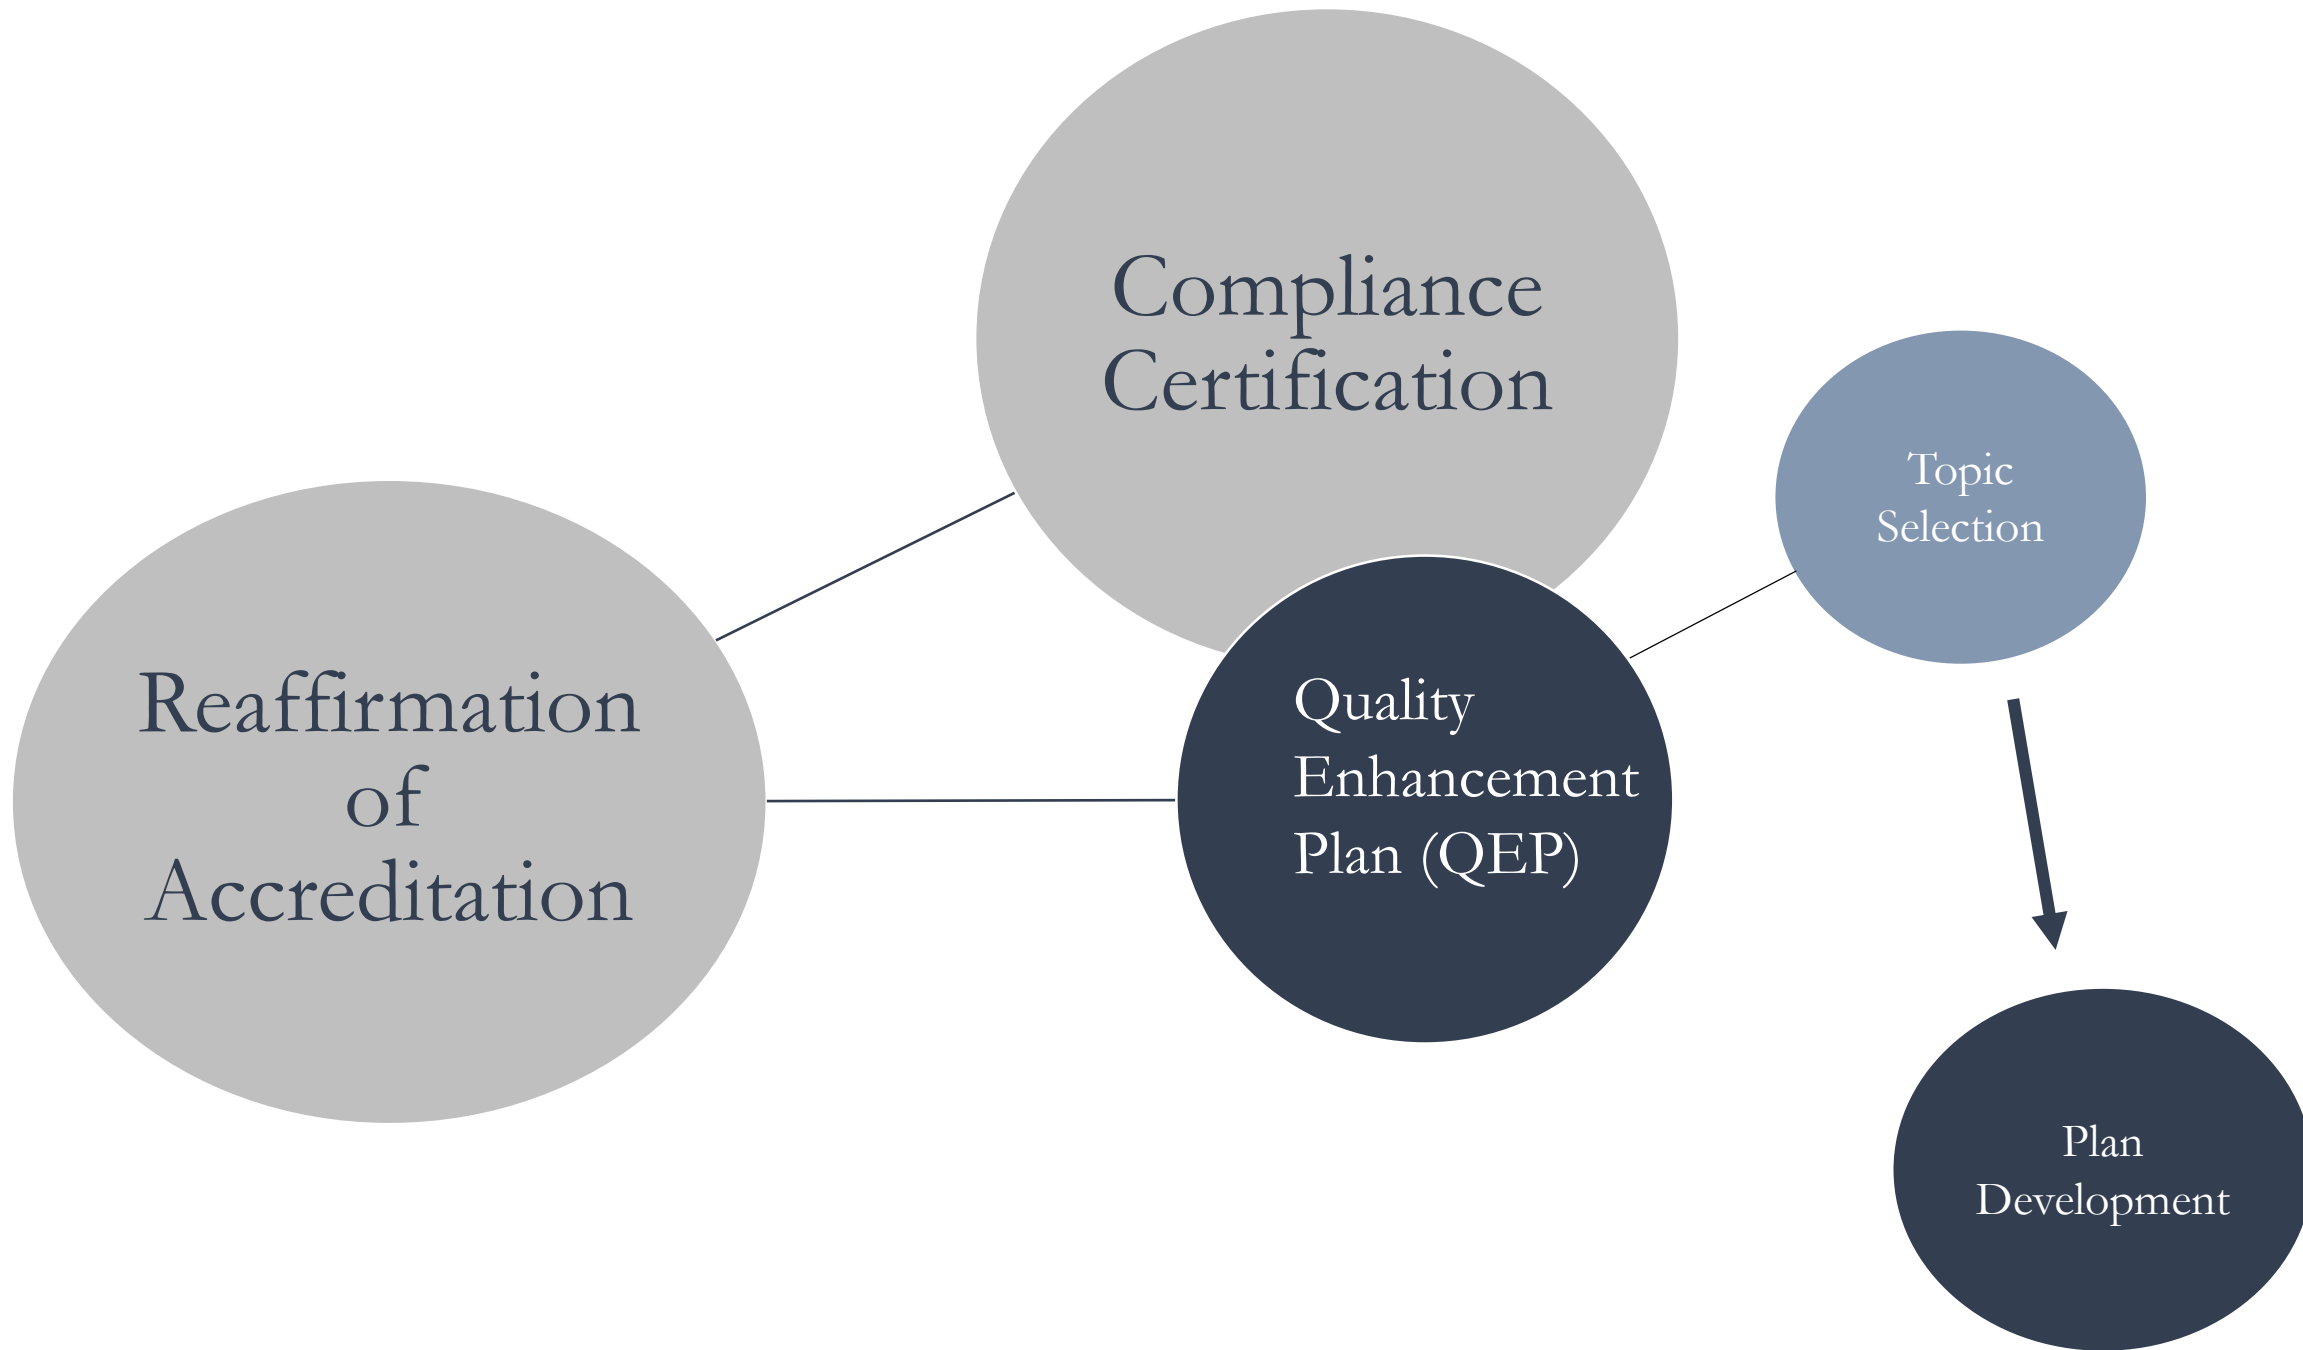 Compliance
Certification
Topic
Selection
Reaffirmation
of
Accreditation
Quality
Enhancement
Plan (QEP)
Plan
Development